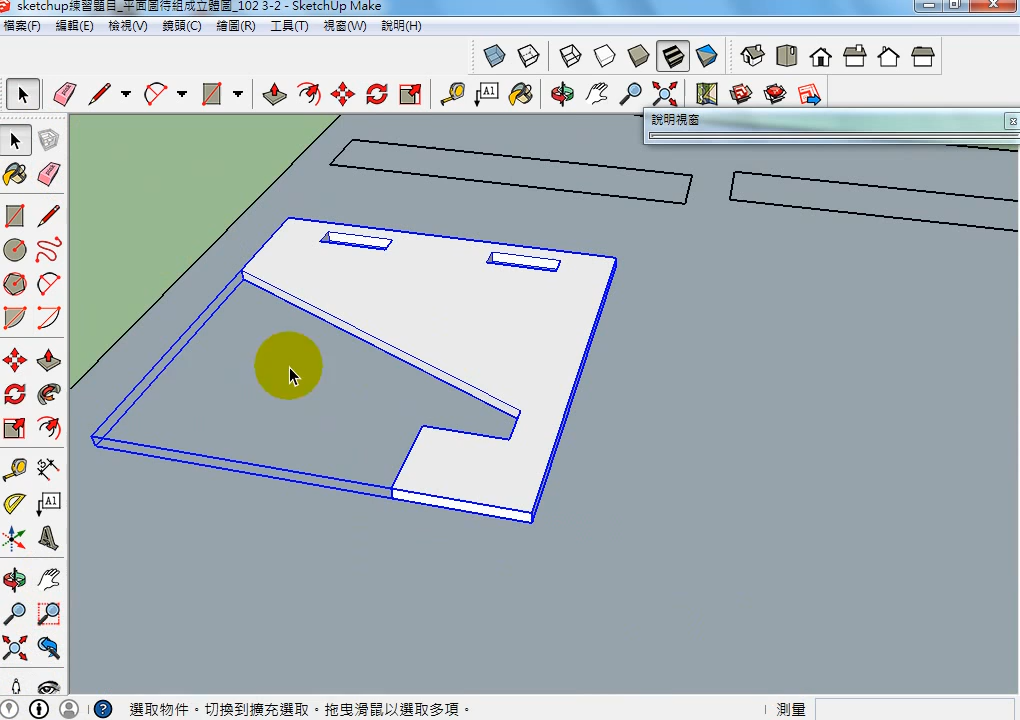 sketchup練習題目_平面圖待組成立體圖_102 3-2 - SketchUp Make
檔案(F) 編輯(E) 檢視(V) 鏡頭(C) 繪圖(R) 工具(T) 視窗(W) 說明(H)
A1
說明視窗
A1
選取物件。切換到擴充選取。拖曳滑鼠以選取多項。
測量